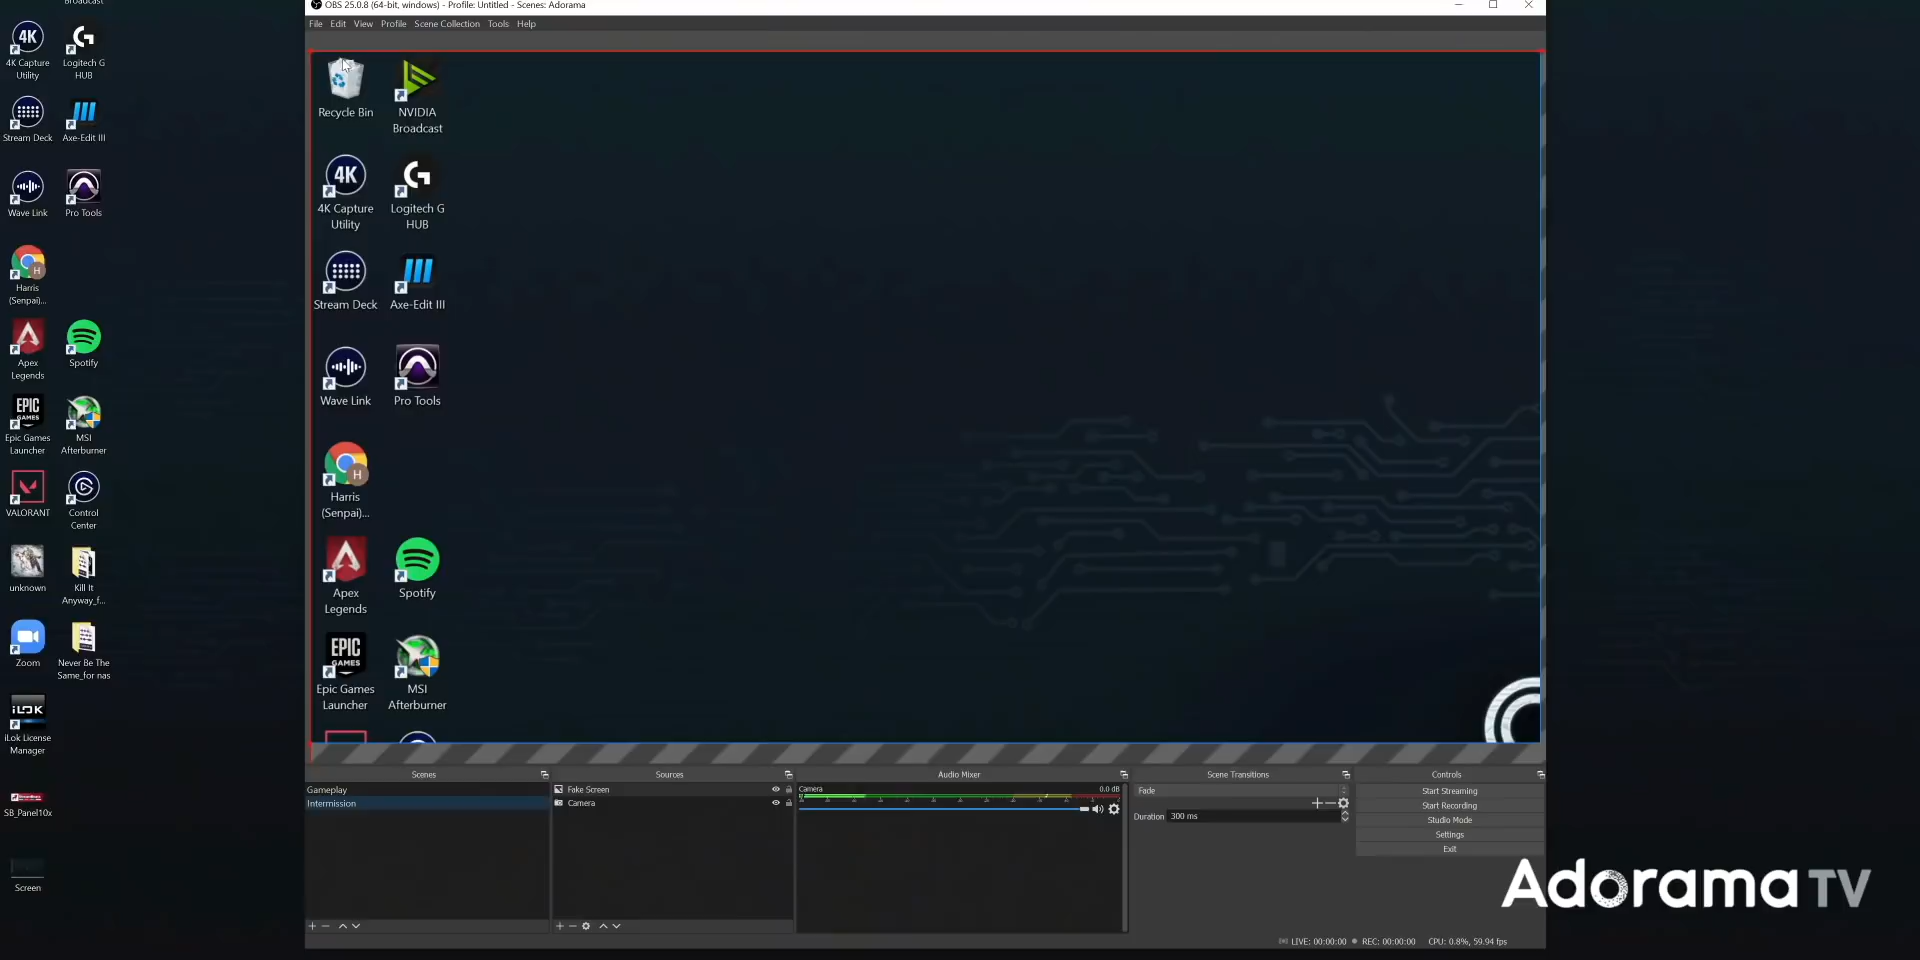 Broadcast
4K Capture
Utility
Logitech G
HUB
Stream Deck
Axe-Edit III
Wave Link
Pro Tools
Harris
(Senpai)...
Apex
Legends
Spotify
EPIC
GAMES
Epic Games
Launcher
MSI
Afterburner
VALORANT
Control
Center
unknown
Kill It
Anyway_f...
Zoom
Never Be The
Same_for nas
iLOK
iLok License
Manager
SB_Panel10x
Screen
OBS 25.0.8 (64-bit, windows) - Profile: Untitled - Scenes: Adorama
File Edit View Profile Scene Collection Tools Help
Recycle Bin
NVIDIA
Broadcast
4K
4K Capture
Utility
G
Logitech G
HUB
Stream Deck
Axe-Edit III
Wave Link
Pro Tools
H
Harris
(Senpai)...
Apex
Legends
Spotify
EPIC
GAMES
Epic Games
Launcher
MSI
Afterburner
Scenes
Gameplay
Intermission
Sources
Fake Screen
Camera
Audio Mixer
Camera 0.0 dB
Scene Transitions
Fade
Duration 300 ms
Controls
Start Streaming
Start Recording
Studio Mode
Settings
Exit
LIVE: 00:00:00 REC: 00:00:00 CPU: 0.8%, 59.94 fps
Adorama TV